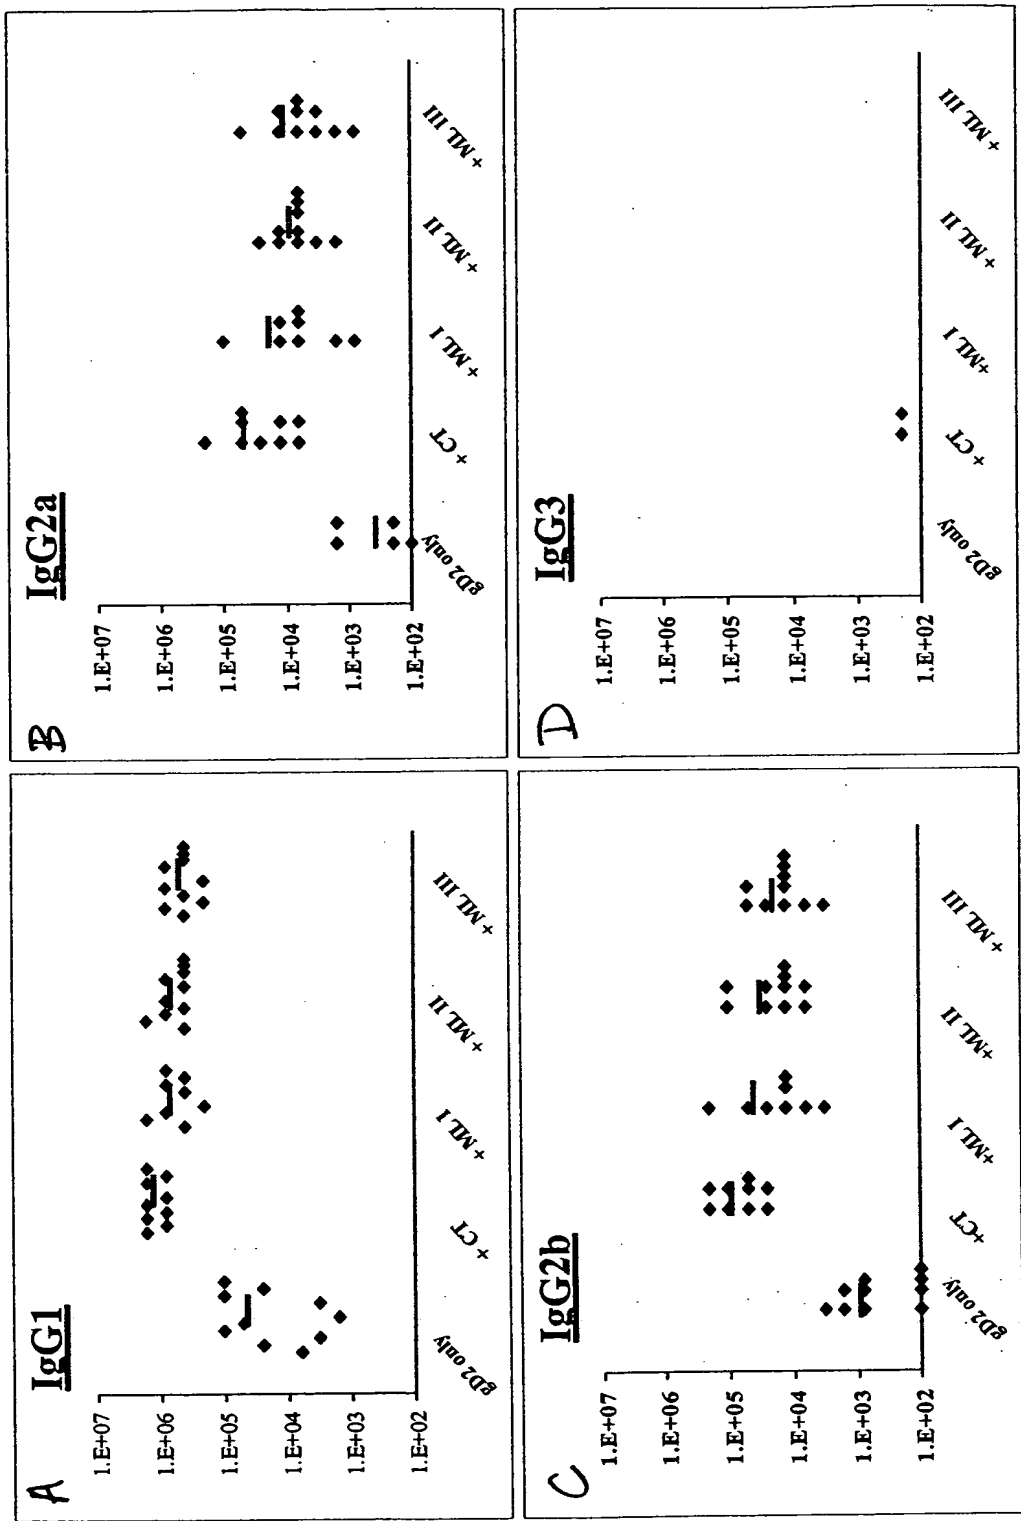 A
IgG1
1.E+07
1.E+06
1.E+05
1.E+04
1.E+03
1.E+02
gD2 only
+ CT
+ ML I
+ ML II
+ ML III
B
IgG2a
1.E+07
1.E+06
1.E+05
1.E+04
1.E+03
1.E+02
gD2 only
+ CT
+ ML I
+ ML II
+ ML III
C
IgG2b
1.E+07
1.E+06
1.E+05
1.E+04
1.E+03
1.E+02
gD2 only
+CT
+ML I
+ML II
+ ML III
D
IgG3
1.E+07
1.E+06
1.E+05
1.E+04
1.E+03
1.E+02
gD2 only
+ CT
+ML I
+ ML II
+ ML III